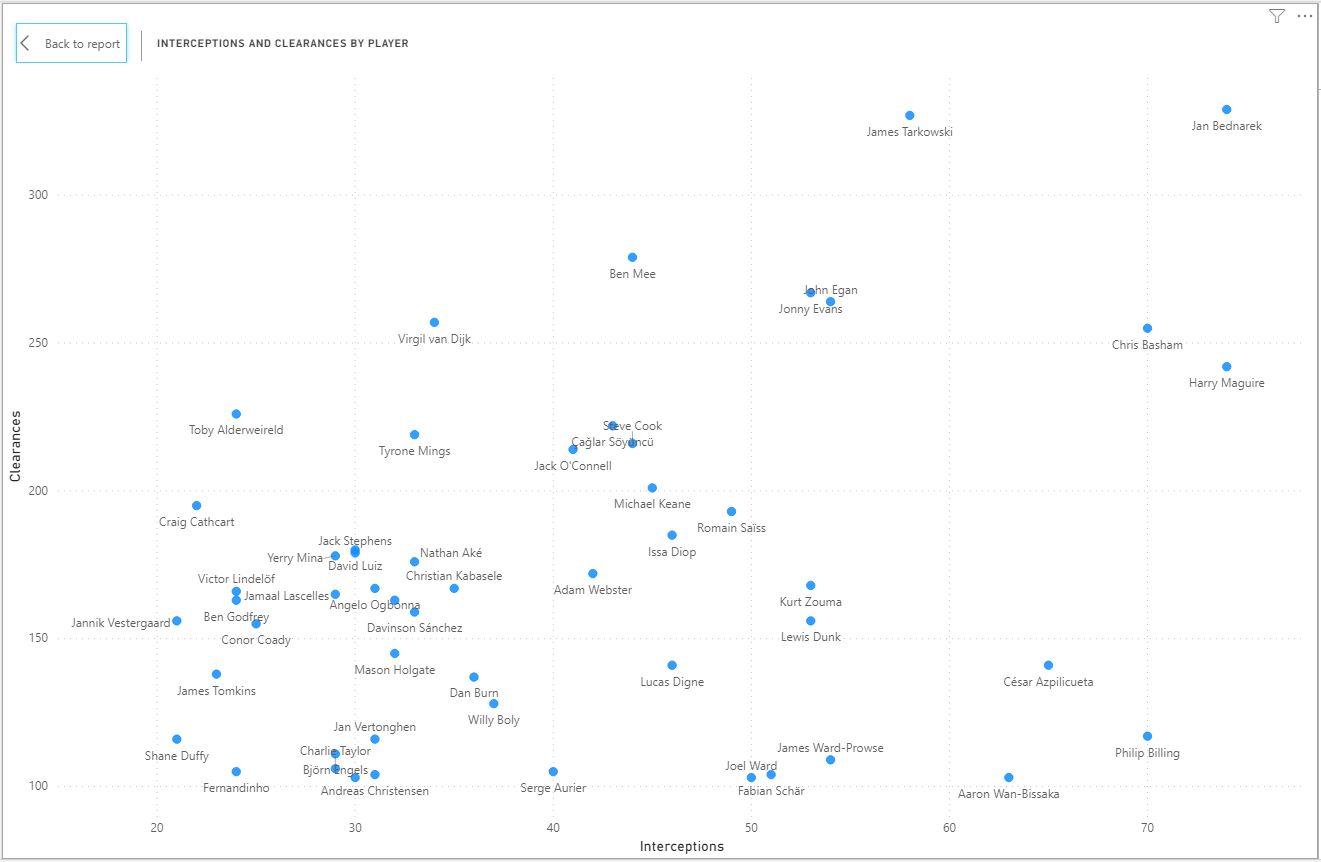 Back to report
INTERCEPTIONS AND CLEARANCES BY PLAYER
James Tarkowski
Jan Bednarek
300
Ben Mee
John Egan
Jonny Evans
Virgil van Dijk
250
Chris Basham
Harry Maguire
Toby Alderweireld
Steve Cook
Çağlar Söyüncü
Tyrone Mings
Jack O'Connell
Clearances
200
Michael Keane
Craig Cathcart
Romain Saïss
Jack Stephens
Yerry Mina
David Luiz
Nathan Aké
Issa Diop
Victor Lindelöf
Christian Kabasele
Jamaal Lascelles
Angelo Ogbonna
Adam Webster
Kurt Zouma
Ben Godfrey
Jannik Vestergaard
Davinson Sánchez
Conor Coady
150
Lewis Dunk
Mason Holgate
Lucas Digne
César Azpilicueta
James Tomkins
Dan Burn
Willy Boly
Jan Vertonghen
Charlie Taylor
James Ward-Prowse
Shane Duffy
Philip Billing
Björn Engels
Joel Ward
100
Fernandinho
Andreas Christensen
Serge Aurier
Fabian Schär
Aaron Wan-Bissaka
20 30 40 50 60 70
Interceptions